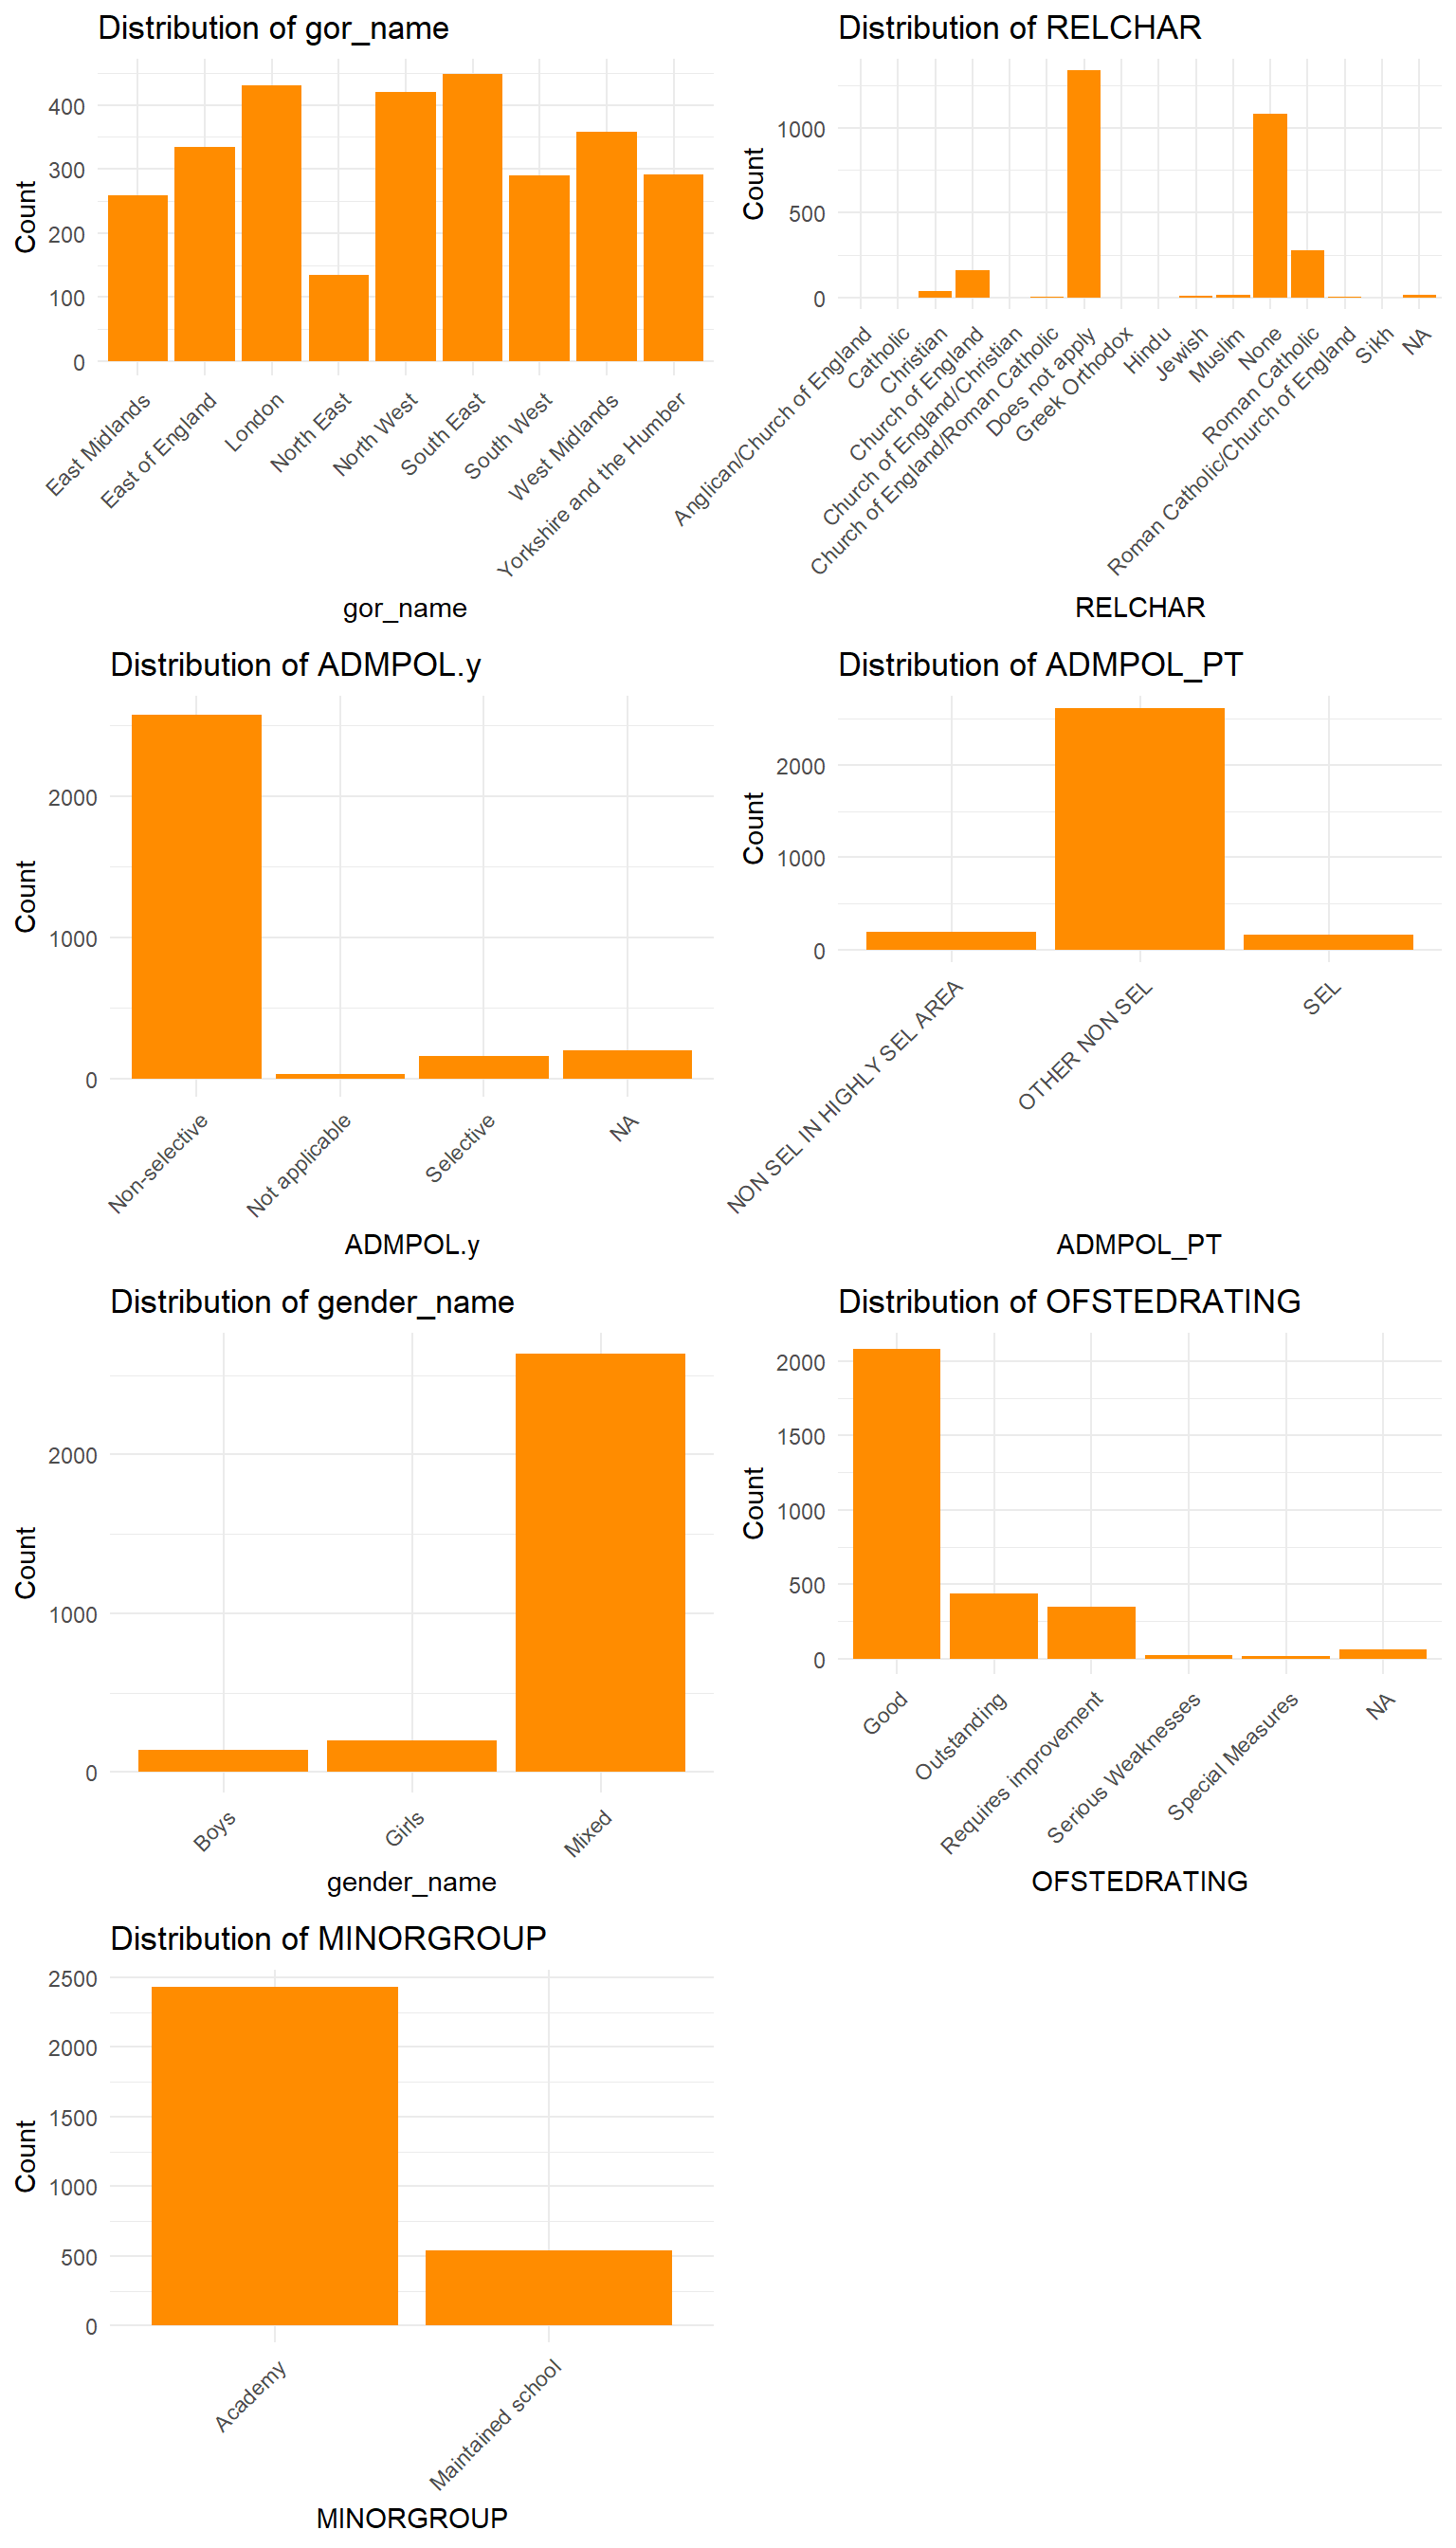 Distribution of gor_name
Count
400
300
200
100
0
East Midlands
East of England
London
North East
North West
South East
South West
West Midlands
Yorkshire and the Humber
gor_name
Distribution of RELCHAR
Count
1000
500
0
Anglican/Church of England
Catholic
Christian
Church of England
Church of England/Christian
Church of England/Roman Catholic
Does not apply
Greek Orthodox
Hindu
Jewish
Muslim
None
Roman Catholic
Roman Catholic/Church of England
Sikh
NA
RELCHAR
Distribution of ADMPOL.y
Count
2000
1000
0
Non-selective
Not applicable
Selective
NA
ADMPOL.y
Distribution of ADMPOL_PT
Count
2000
1000
0
NON SEL IN HIGHLY SEL AREA
OTHER NON SEL
SEL
ADMPOL_PT
Distribution of gender_name
Count
2000
1000
0
Boys
Girls
Mixed
gender_name
Distribution of OFSTEDRATING
Count
2000
1500
1000
500
0
Good
Outstanding
Requires improvement
Serious Weaknesses
Special Measures
NA
OFSTEDRATING
Distribution of MINORGROUP
Count
2500
2000
1500
1000
500
0
Academy
Maintained school
MINORGROUP